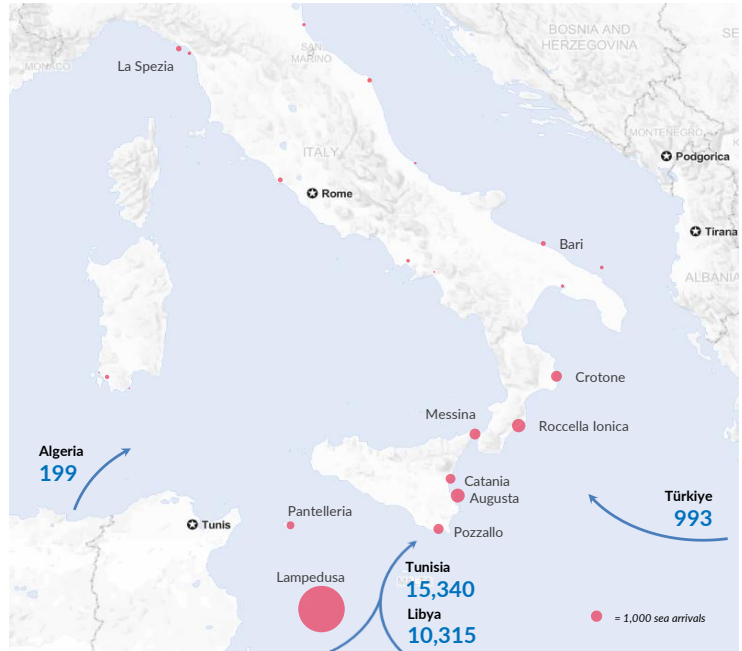 BOSNIA AND
HERZEGOVINA
SE
SAN
MARINO
MONACO
La Spezia
MONTENEGRO
K
ITALY
Podgorica
Rome
Tirana
Bari
ALBANIA
Crotone
Messina
Roccella Ionica
Algeria
199
Catania
Augusta
Türkiye
993
Pantelleria
Tunis
Pozzallo
Tunisia
15,340
Lampedusa
Libya
10,315
= 1,000 sea arrivals